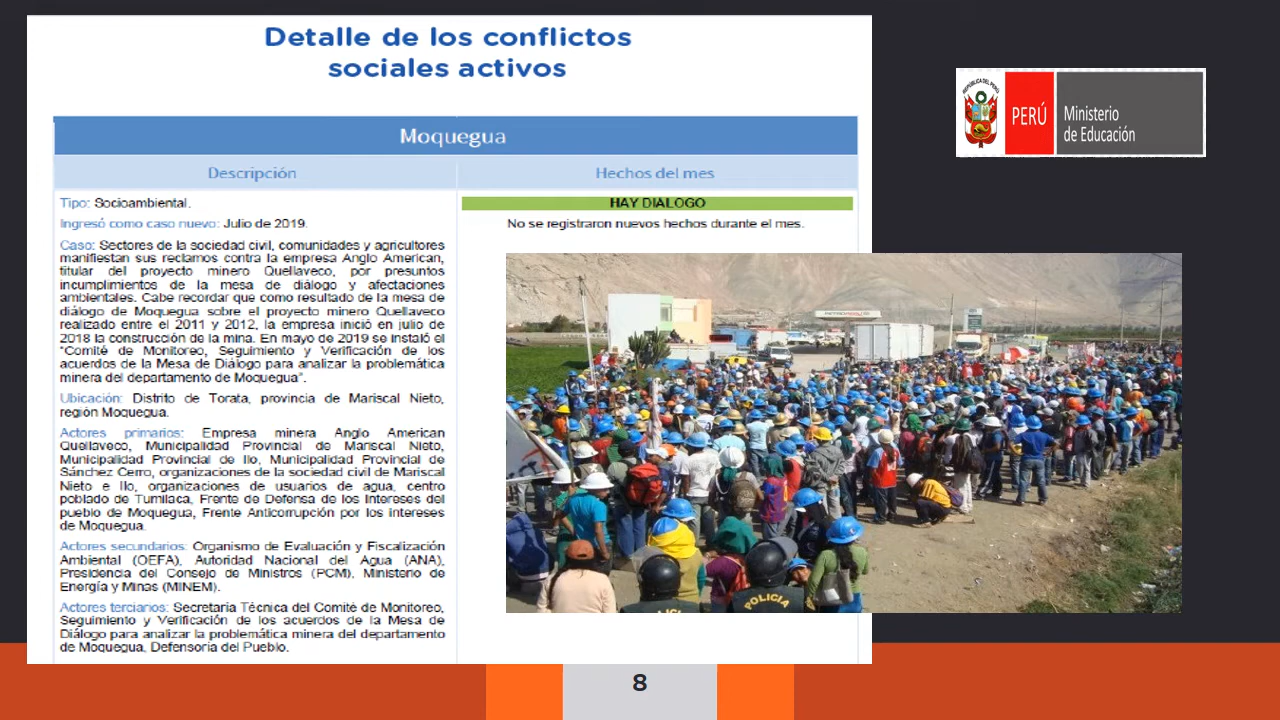 Detalle de los conflictos
sociales activos
REPÚBLICA DEL PERÚ
PERÚ
Ministerio
de Educación
Moquegua
Descripción
Hechos del mes
Tipo: Socioambiental.
Ingresó como caso nuevo: Julio de 2019.
Caso: Sectores de la sociedad civil, comunidades y agricultores
manifiestan sus reclamos contra la empresa Anglo American,
titular del proyecto minero Quellaveco, por presuntos
incumplimientos de la mesa de diálogo y afectaciones
ambientales. Cabe recordar que como resultado de la mesa de
diálogo de Moquegua sobre el proyecto minero Quellaveco
realizado entre el 2011 y 2012, la empresa inició en julio de
2018 la construcción de la mina. En mayo de 2019 se instaló el
"Comité de Monitoreo, Seguimiento y Verificación de los
acuerdos de la Mesa de Diálogo para analizar la problemática
minera del departamento de Moquegua".
Ubicación: Distrito de Torata, provincia de Mariscal Nieto,
región Moquegua.
Actores primarios: Empresa minera Anglo American
Quellaveco, Municipalidad Provincial de Mariscal Nieto,
Municipalidad Provincial de Ilo, Municipalidad Provincial de
Sánchez Cerro, organizaciones de la sociedad civil de Mariscal
Nieto e Ilo, organizaciones de usuarios de agua, centro
poblado de Tumilaca, Frente de Defensa de los Intereses del
pueblo de Moquegua, Frente Anticorrupción por los intereses
de Moquegua.
Actores secundarios: Organismo de Evaluación y Fiscalización
Ambiental (OEFA), Autoridad Nacional del Agua (ANA),
Presidencia del Consejo de Ministros (PCM), Ministerio de
Energía y Minas (MINEM).
Actores terciarios: Secretaría Técnica del Comité de Monitoreo,
Seguimiento y Verificación de los acuerdos de la Mesa de
Diálogo para analizar la problemática minera del departamento
de Moquegua, Defensoría del Pueblo.
HAY DIALOGO
No se registraron nuevos hechos durante el mes.
POLICIA
8